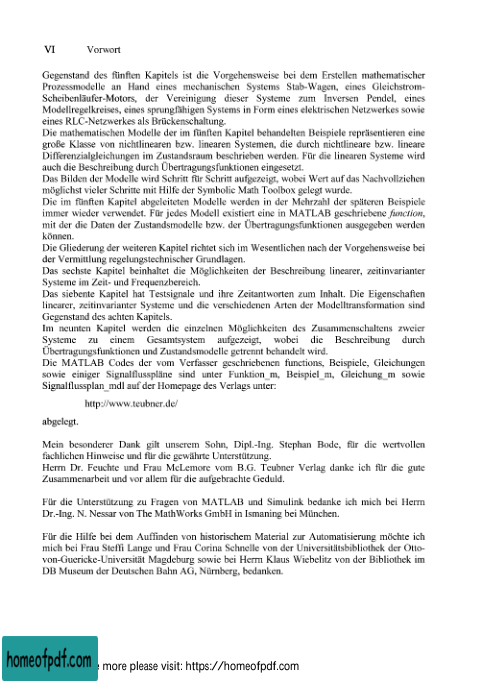 VI Vorwort
Gegenstand des fünften Kapitels ist die Vorgehensweise bei dem Erstellen mathematischer
Prozessmodelle an Hand eines mechanischen Systems Stab-Wagen, eines Gleichstrom-
Scheibenläufer-Motors, der Vereinigung dieser Systeme zum Inversen Pendel, eines
Modellregelkreises, eines sprungfähigen Systems in Form eines elektrischen Netzwerkes sowie
eines RLC-Netzwerkes als Brückenschaltung.
Die mathematischen Modelle der im fünften Kapitel behandelten Beispiele repräsentieren eine
große Klasse von nichtlinearen bzw. linearen Systemen, die durch nichtlineare bzw. lineare
Differenzialgleichungen im Zustandsraum beschrieben werden. Für die linearen Systeme wird
auch die Beschreibung durch Übertragungsfunktionen eingesetzt.
Das Bilden der Modelle wird Schritt für Schritt aufgezeigt, wobei Wert auf das Nachvollziehen
möglichst vieler Schritte mit Hilfe der Symbolic Math Toolbox gelegt wurde.
Die im fünften Kapitel abgeleiteten Modelle werden in der Mehrzahl der späteren Beispiele
immer wieder verwendet. Für jedes Modell existiert eine in MATLAB geschriebene function,
mit der die Daten der Zustandsmodelle bzw. der Übertragungsfunktionen ausgegeben werden
können.
Die Gliederung der weiteren Kapitel richtet sich im Wesentlichen nach der Vorgehensweise bei
der Vermittlung regelungstechnischer Grundlagen.
Das sechste Kapitel beinhaltet die Möglichkeiten der Beschreibung linearer, zeitinvarianter
Systeme im Zeit- und Frequenzbereich.
Das siebente Kapitel hat Testsignale und ihre Zeitantworten zum Inhalt. Die Eigenschaften
linearer, zeitinvarianter Systeme und die verschiedenen Arten der Modelltransformation sind
Gegenstand des achten Kapitels.
Im neunten Kapitel werden die einzelnen Möglichkeiten des Zusammenschaltens zweier
Systeme zu einem Gesamtsystem aufgezeigt, wobei die Beschreibung durch
Übertragungsfunktionen und Zustandsmodelle getrennt behandelt wird.
Die MATLAB Codes der vom Verfasser geschriebenen functions, Beispiele, Gleichungen
sowie einiger Signalflusspläne sind unter Funktion_m, Beispiel_m, Gleichung_m sowie
Signalflussplan_mdl auf der Homepage des Verlags unter:
http://www.teubner.de/
abgelegt.
Mein besonderer Dank gilt unserem Sohn, Dipl.-Ing. Stephan Bode, für die wertvollen
fachlichen Hinweise und für die gewährte Unterstützung.
Herrn Dr. Feuchte und Frau McLemore vom B.G. Teubner Verlag danke ich für die gute
Zusammenarbeit und vor allem für die aufgebrachte Geduld.
Für die Unterstützung zu Fragen von MATLAB und Simulink bedanke ich mich bei Herrn
Dr.-Ing. N. Nessar von The MathWorks GmbH in Ismaning bei München.
Für die Hilfe bei dem Auffinden von historischem Material zur Automatisierung möchte ich
mich bei Frau Steffi Lange und Frau Corina Schnelle von der Universitätsbibliothek der Otto-
von-Guericke-Universität Magdeburg sowie bei Herrn Klaus Wiebelitz von der Bibliothek im
DB Museum der Deutschen Bahn AG, Nürnberg, bedanken.
homeofpdf.com more please visit: https://homeofpdf.com